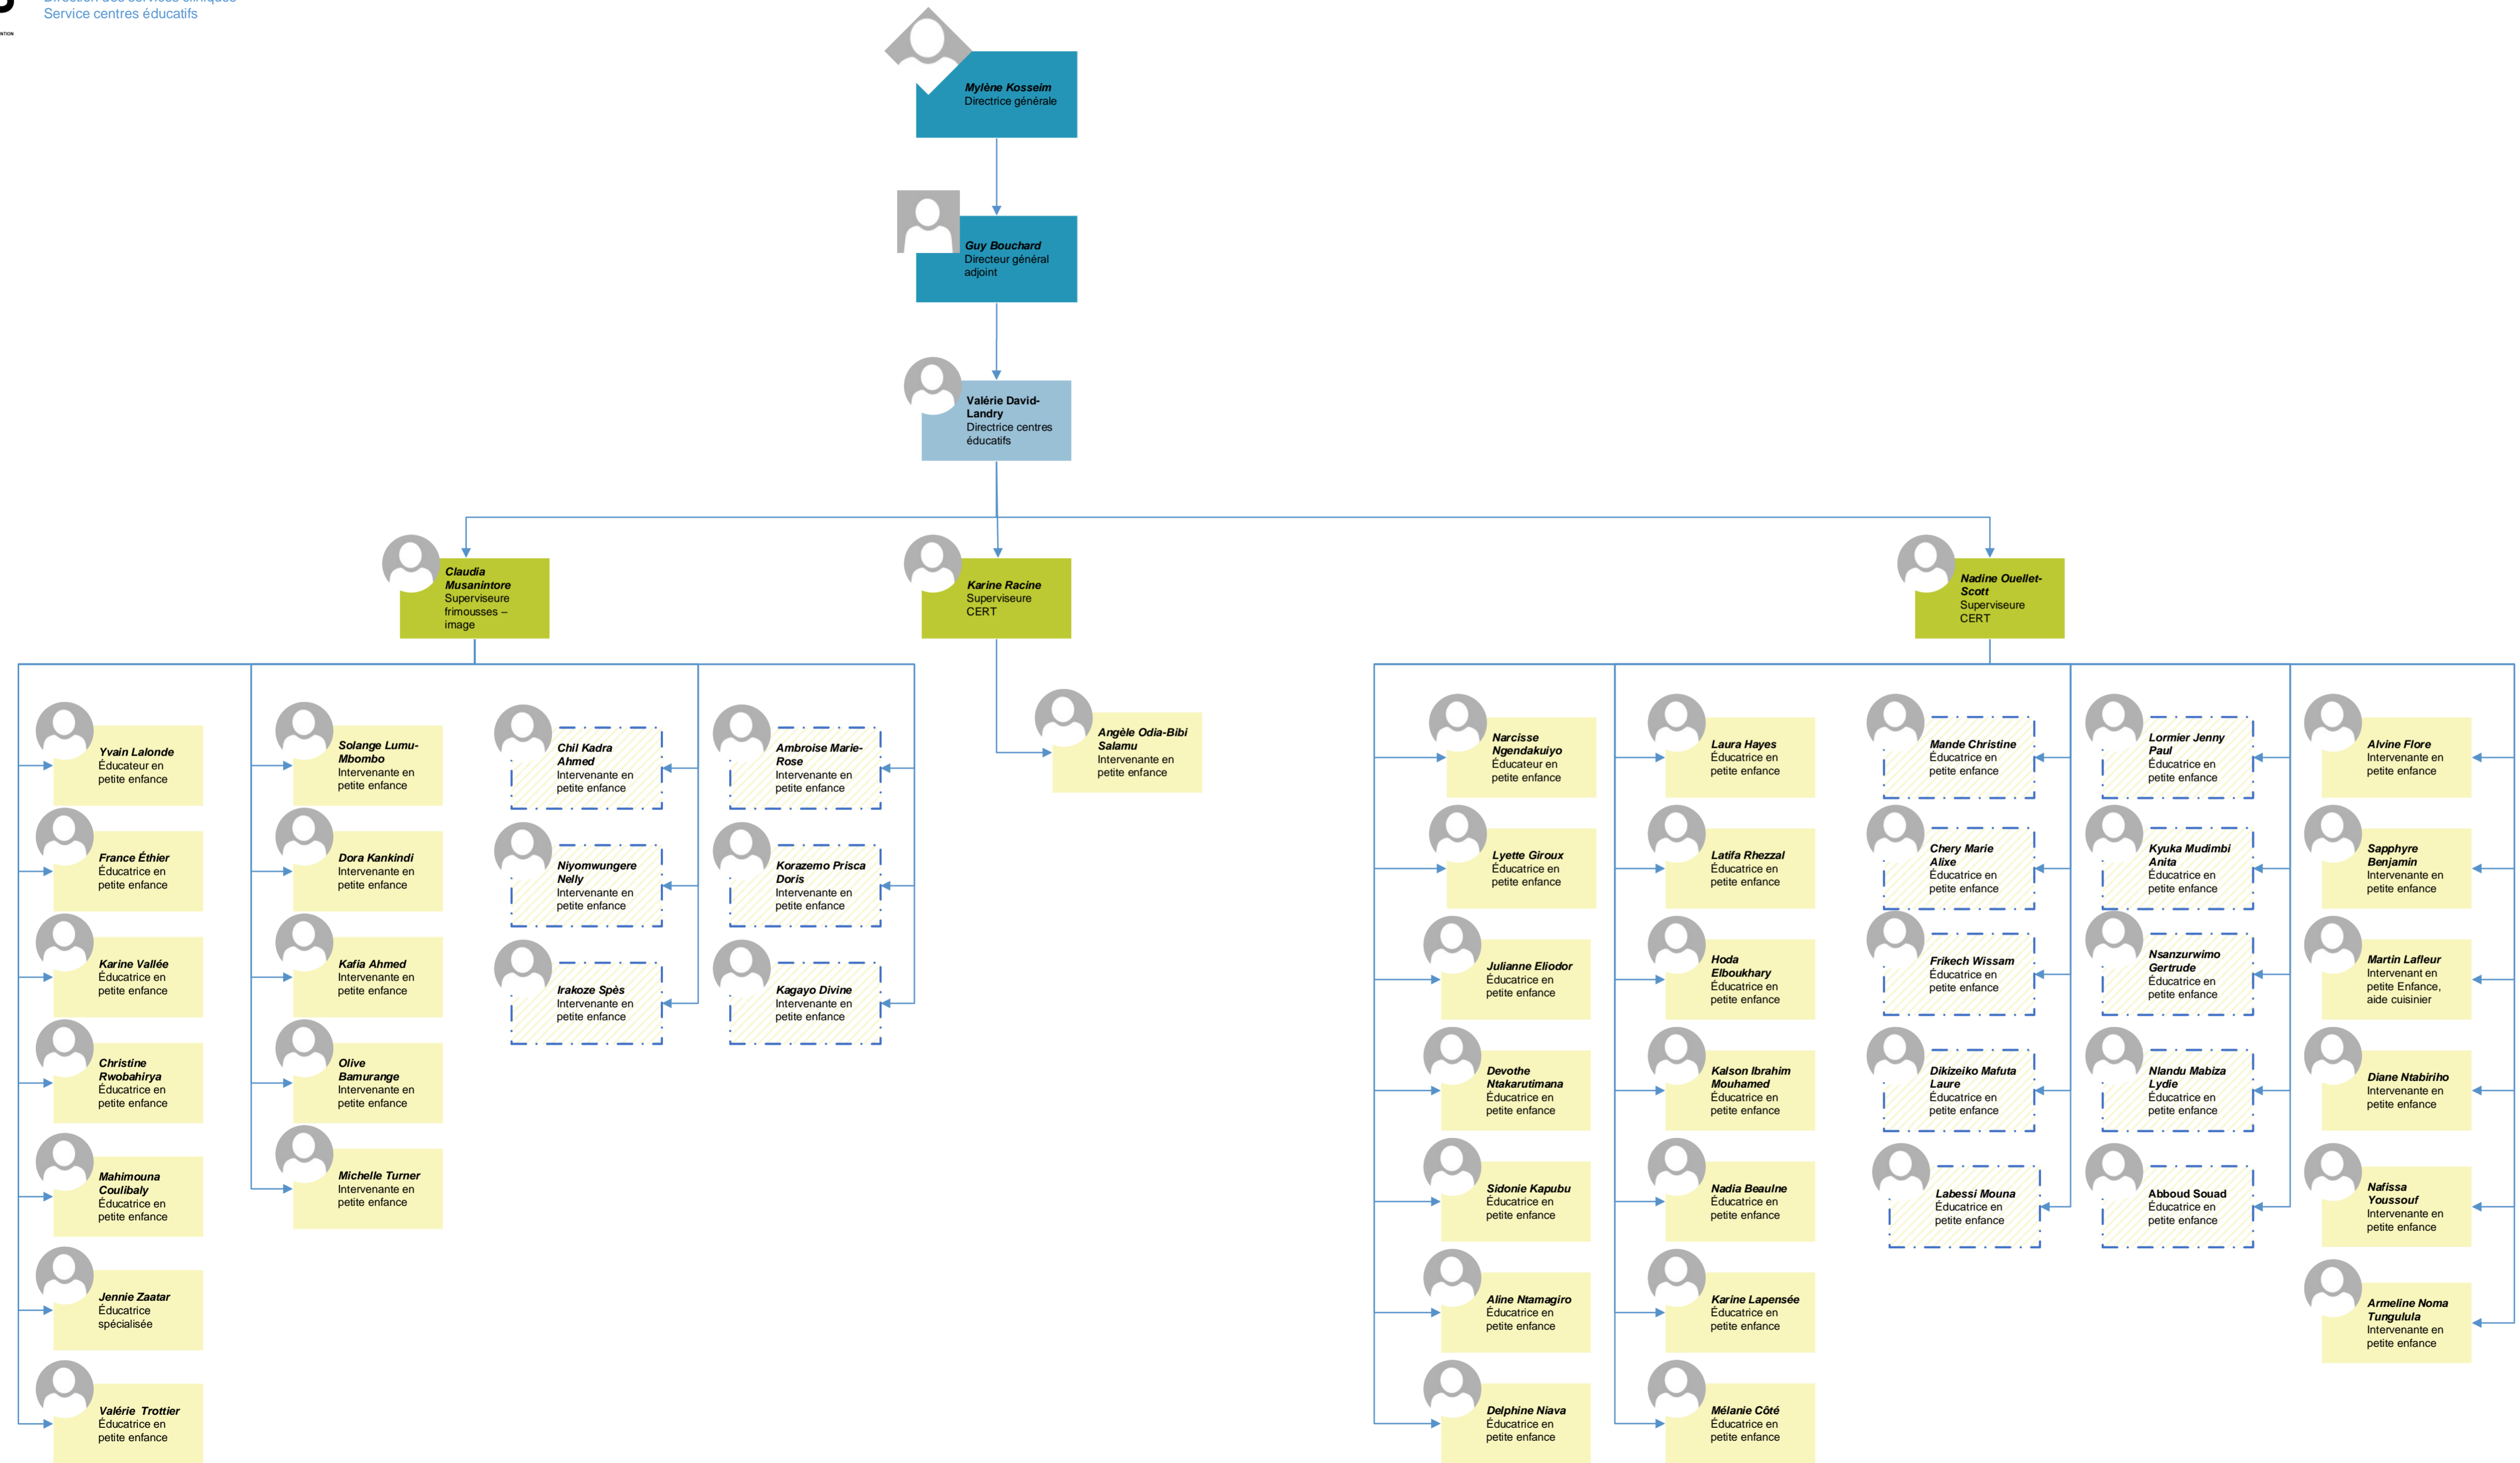 Service centres éducatifs
Mylène Kosseim
Directrice générale
Guy Bouchard
Directeur général
adjoint
Valérie David-
Landry
Directrice centres
éducatifs
Claudia
Musanintore
Superviseure
frimousses –
image
Karine Racine
Superviseure
CERT
Nadine Ouellet-
Scott
Superviseure
CERT
Yvain Lalonde
Éducateur en
petite enfance
France Éthier
Éducatrice en
petite enfance
Karine Vallée
Éducatrice en
petite enfance
Christine
Rwobahirya
Éducatrice en
petite enfance
Mahimouna
Coulibaly
Éducatrice en
petite enfance
Jennie Zaatar
Éducatrice
spécialisée
Valérie Trottier
Éducatrice en
petite enfance
Solange Lumu-
Mbombo
Intervenante en
petite enfance
Dora Kankindi
Intervenante en
petite enfance
Kafia Ahmed
Intervenante en
petite enfance
Olive
Bamurange
Intervenante en
petite enfance
Michelle Turner
Intervenante en
petite enfance
Chil Kadra
Ahmed
Intervenante en
petite enfance
Niyomwungere
Nelly
Intervenante en
petite enfance
Irakoze Spès
Intervenante en
petite enfance
Ambroise Marie-
Rose
Intervenante en
petite enfance
Korazemo Prisca
Doris
Intervenante en
petite enfance
Kagayo Divine
Intervenante en
petite enfance
Angèle Odia-Bibi
Salamu
Intervenante en
petite enfance
Narcisse
Ngendakuiyo
Éducateur en
petite enfance
Lyette Giroux
Éducatrice en
petite enfance
Julianne Eliodor
Éducatrice en
petite enfance
Devothe
Ntakarutimana
Éducatrice en
petite enfance
Sidonie Kapubu
Éducatrice en
petite enfance
Aline Ntamagiro
Éducatrice en
petite enfance
Delphine Niava
Éducatrice en
petite enfance
Laura Hayes
Éducatrice en
petite enfance
Latifa Rhezzal
Éducatrice en
petite enfance
Hoda
Elboukhary
Éducatrice en
petite enfance
Kalson Ibrahim
Mouhamed
Éducatrice en
petite enfance
Nadia Beaulne
Éducatrice en
petite enfance
Karine Lapensée
Éducatrice en
petite enfance
Mélanie Côté
Éducatrice en
petite enfance
Mande Christine
Éducatrice en
petite enfance
Chery Marie
Alixe
Éducatrice en
petite enfance
Frikech Wissam
Éducatrice en
petite enfance
Dikizeiko Mafuta
Laure
Éducatrice en
petite enfance
Labessi Mouna
Éducatrice en
petite enfance
Lormier Jenny
Paul
Éducatrice en
petite enfance
Kyuka Mudimbi
Anita
Éducatrice en
petite enfance
Nsanzurwimo
Gertrude
Éducatrice en
petite enfance
Nlandu Mabiza
Lydie
Éducatrice en
petite enfance
Abboud Souad
Éducatrice en
petite enfance
Alvine Flore
Intervenante en
petite enfance
Sapphyre
Benjamin
Intervenante en
petite enfance
Martin Lafleur
Intervenant en
petite Enfance,
aide cuisinier
Diane Ntabiriho
Intervenante en
petite enfance
Nafissa
Youssouf
Intervenante en
petite enfance
Armeline Noma
Tungulula
Intervenante en
petite enfance